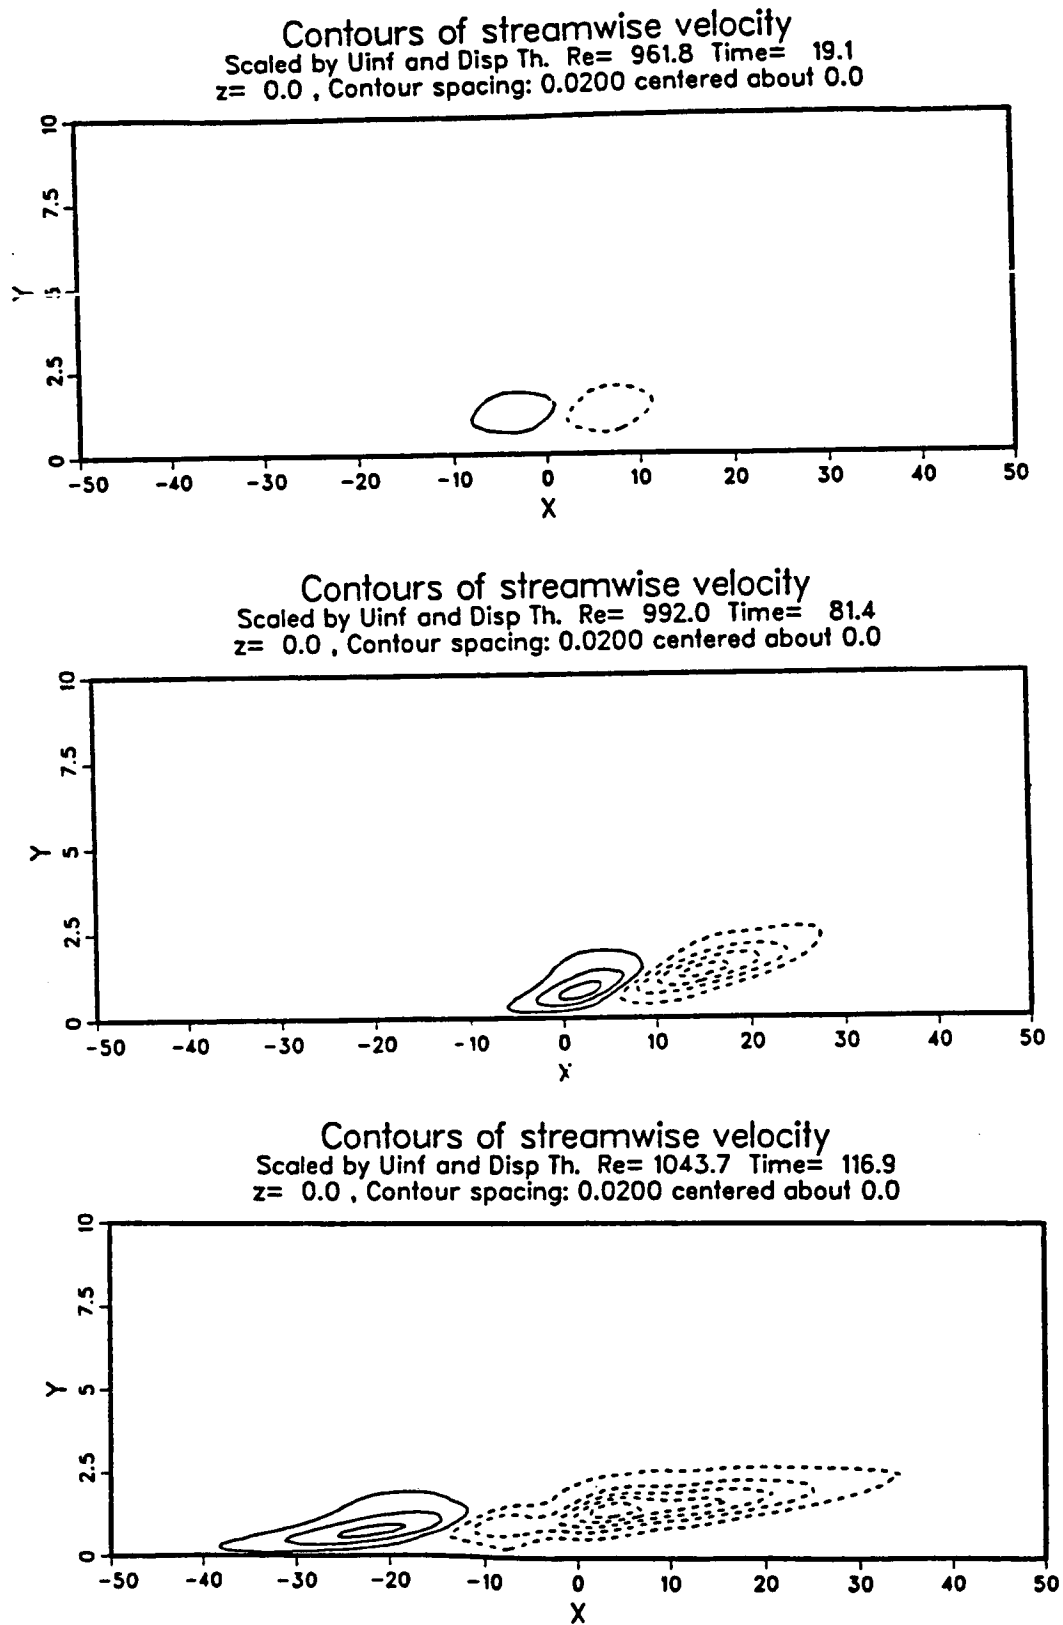 Contours of streamwise velocity
Scaled by Uinf and Disp Th. Re= 961.8 Time= 19.1
z= 0.0 , Contour spacing: 0.0200 centered about 0.0
10
7.5
Y 5
2.5
0
-50 -40 -30 -20 -10 0 10 20 30 40 50
X
Contours of streamwise velocity
Scaled by Uinf and Disp Th. Re= 992.0 Time= 81.4
z= 0.0 , Contour spacing: 0.0200 centered about 0.0
10
7.5
Y 5
2.5
0
-50 -40 -30 -20 -10 0 10 20 30 40 50
X
Contours of streamwise velocity
Scaled by Uinf and Disp Th. Re= 1043.7 Time= 116.9
z= 0.0 , Contour spacing: 0.0200 centered about 0.0
10
7.5
Y 5
2.5
0
-50 -40 -30 -20 -10 0 10 20 30 40 50
X